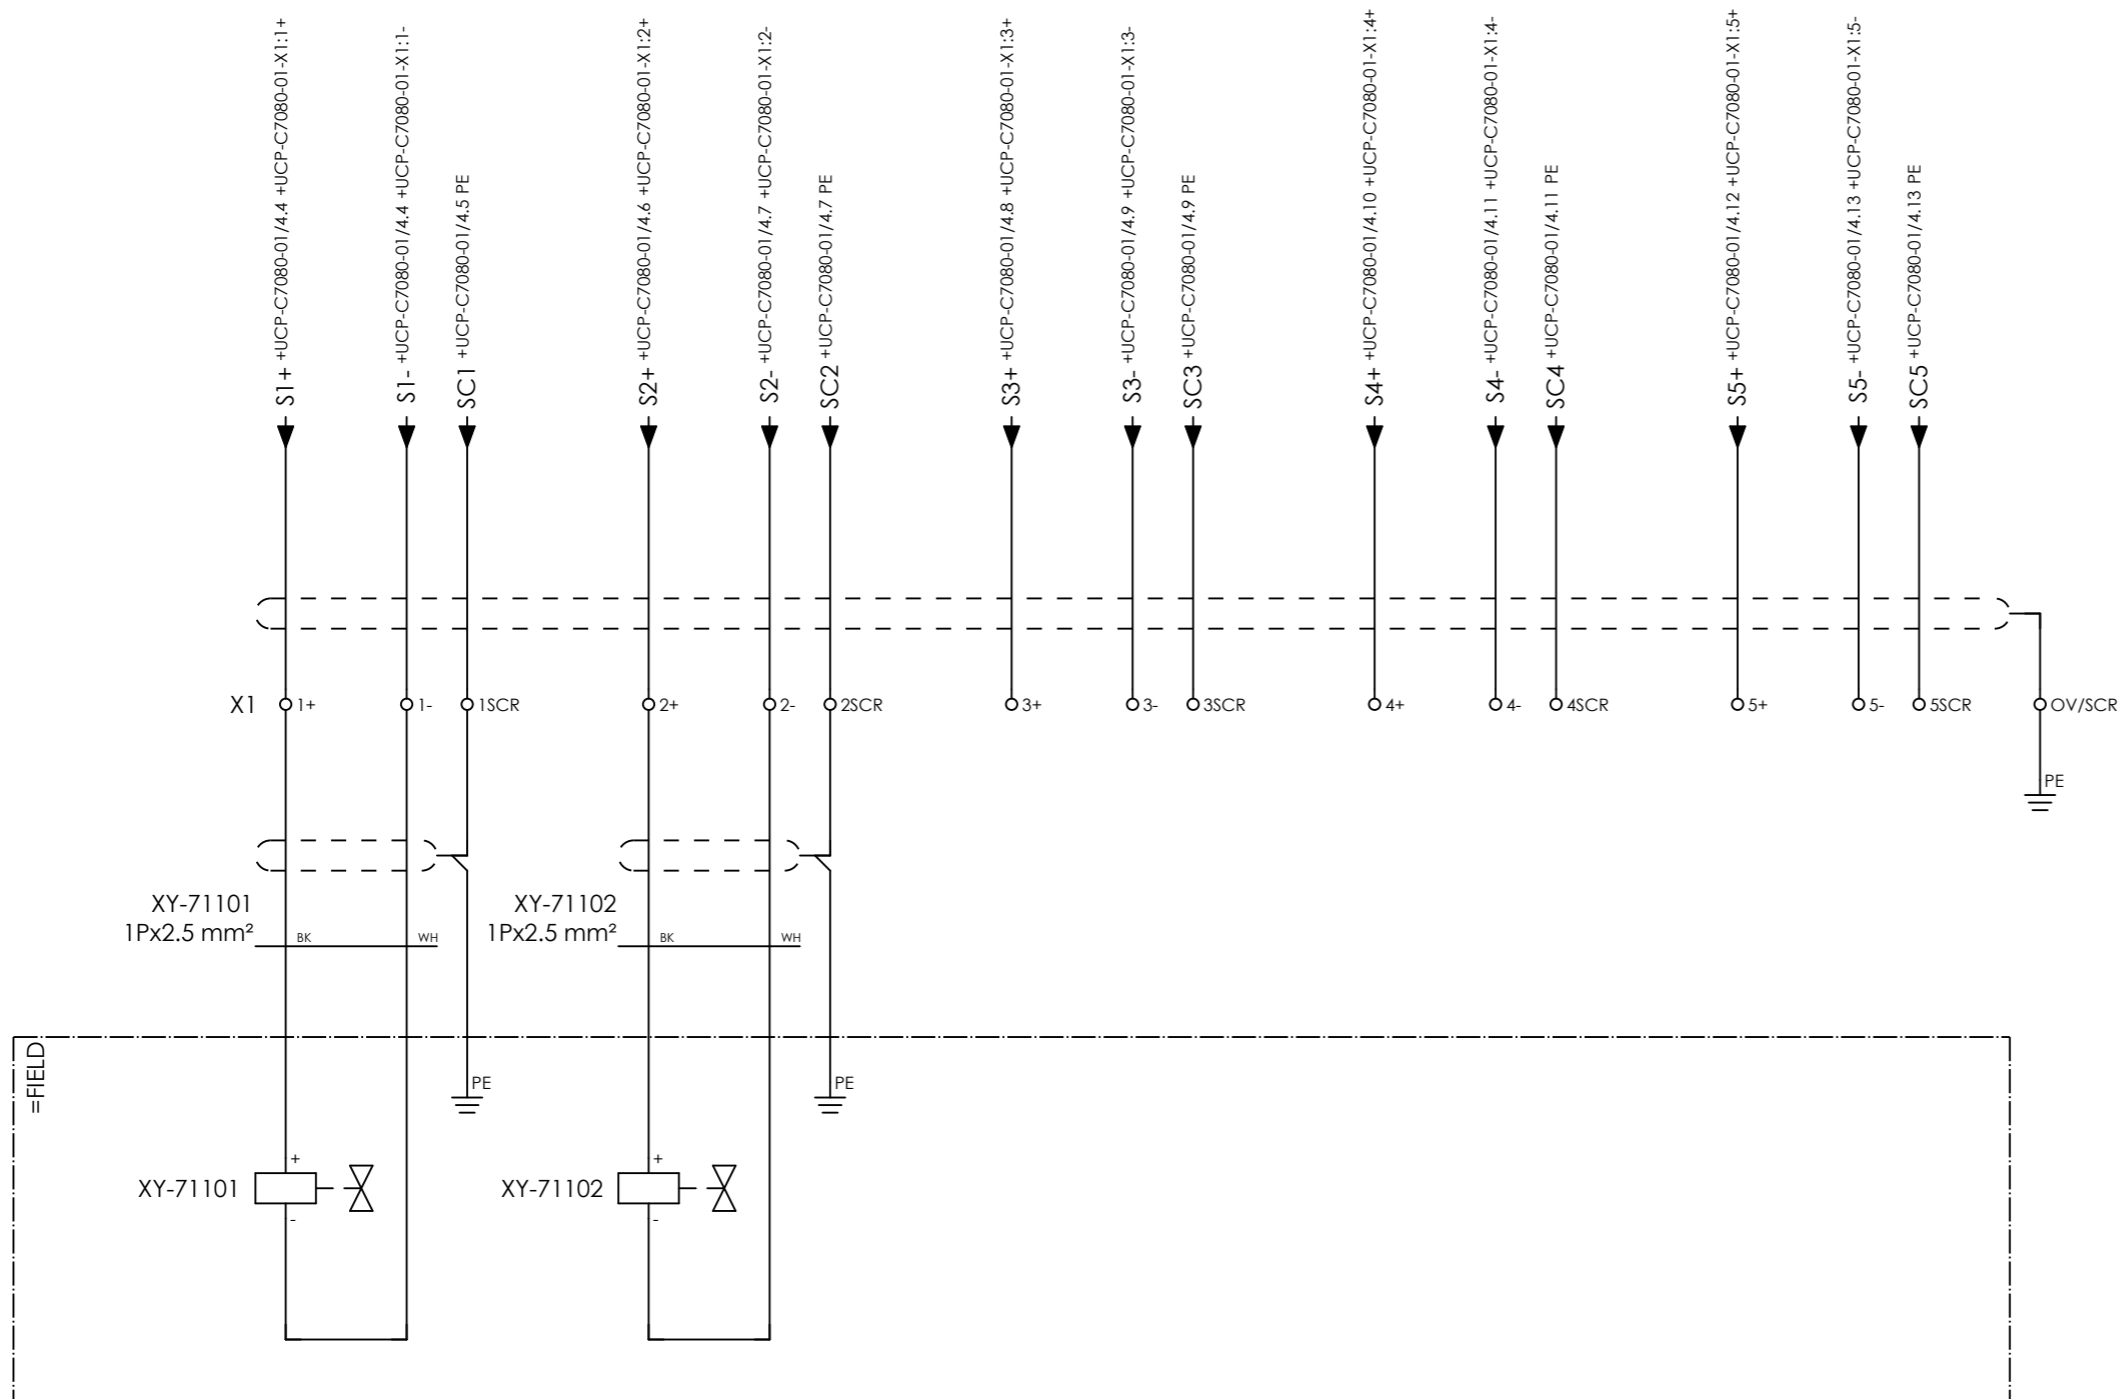 S1+ +UCP-C7080-01/4.4 +UCP-C7080-01-X1:1+
S1- +UCP-C7080-01/4.4 +UCP-C7080-01-X1:1-
SC1 +UCP-C7080-01/4.5 PE
S2+ +UCP-C7080-01/4.6 +UCP-C7080-01-X1:2+
S2- +UCP-C7080-01/4.7 +UCP-C7080-01-X1:2-
SC2 +UCP-C7080-01/4.7 PE
S3+ +UCP-C7080-01/4.8 +UCP-C7080-01-X1:3+
S3- +UCP-C7080-01/4.9 +UCP-C7080-01-X1:3-
SC3 +UCP-C7080-01/4.9 PE
S4+ +UCP-C7080-01/4.10 +UCP-C7080-01-X1:4+
S4- +UCP-C7080-01/4.11 +UCP-C7080-01-X1:4-
SC4 +UCP-C7080-01/4.11 PE
S5+ +UCP-C7080-01/4.12 +UCP-C7080-01-X1:5+
S5- +UCP-C7080-01/4.13 +UCP-C7080-01-X1:5-
SC5 +UCP-C7080-01/4.13 PE
X1 1+ 1- 1SCR 2+ 2- 2SCR 3+ 3- 3SCR 4+ 4- 4SCR 5+ 5- 5SCR OV/SCR
PE
XY-71101
1Px2.5 mm²
BK WH
XY-71102
1Px2.5 mm²
BK WH
=FIELD
PE
PE
+
XY-71101
-
+
XY-71102
-